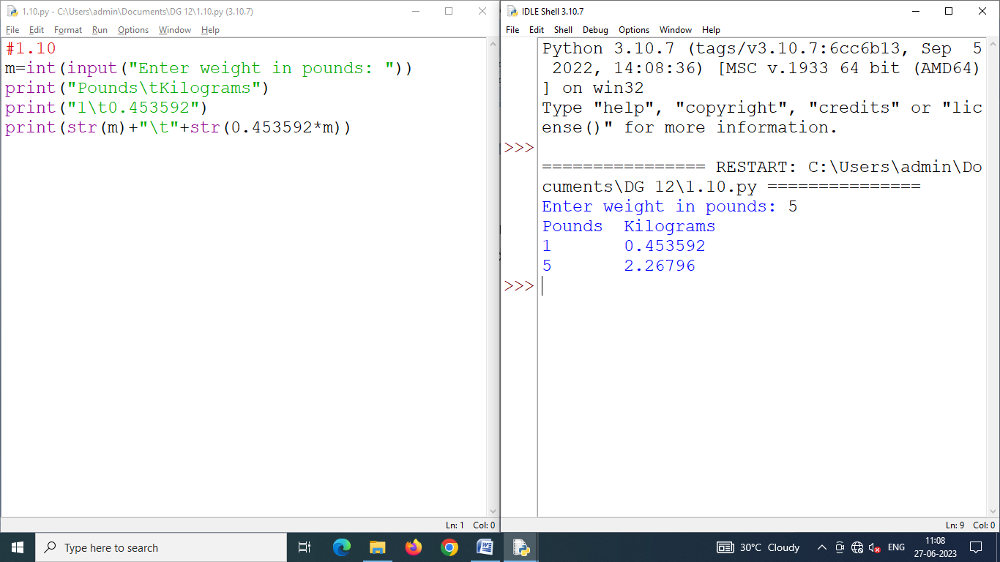 1.10.py - C:\Users\admin\Documents\DG 12\1.10.py (3.10.7)
File Edit Format Run Options Window Help
#1.10
m=int(input("Enter weight in pounds: "))
print("Pounds\tKilograms")
print("1\t0.453592")
print(str(m)+"\t"+str(0.453592*m))
Ln: 1 Col: 0
IDLE Shell 3.10.7
File Edit Shell Debug Options Window Help
Python 3.10.7 (tags/v3.10.7:6cc6b13, Sep  5
 2022, 14:08:36) [MSC v.1933 64 bit (AMD64)
] on win32
Type "help", "copyright", "credits" or "lic
ense()" for more information.
>>>
================ RESTART: C:\Users\admin\Do
cuments\DG 12\1.10.py ===============
Enter weight in pounds: 5
Pounds  Kilograms
1       0.453592
5       2.26796
>>>
Ln: 9 Col: 0
Type here to search
30°C Cloudy
ENG
11:08
27-06-2023